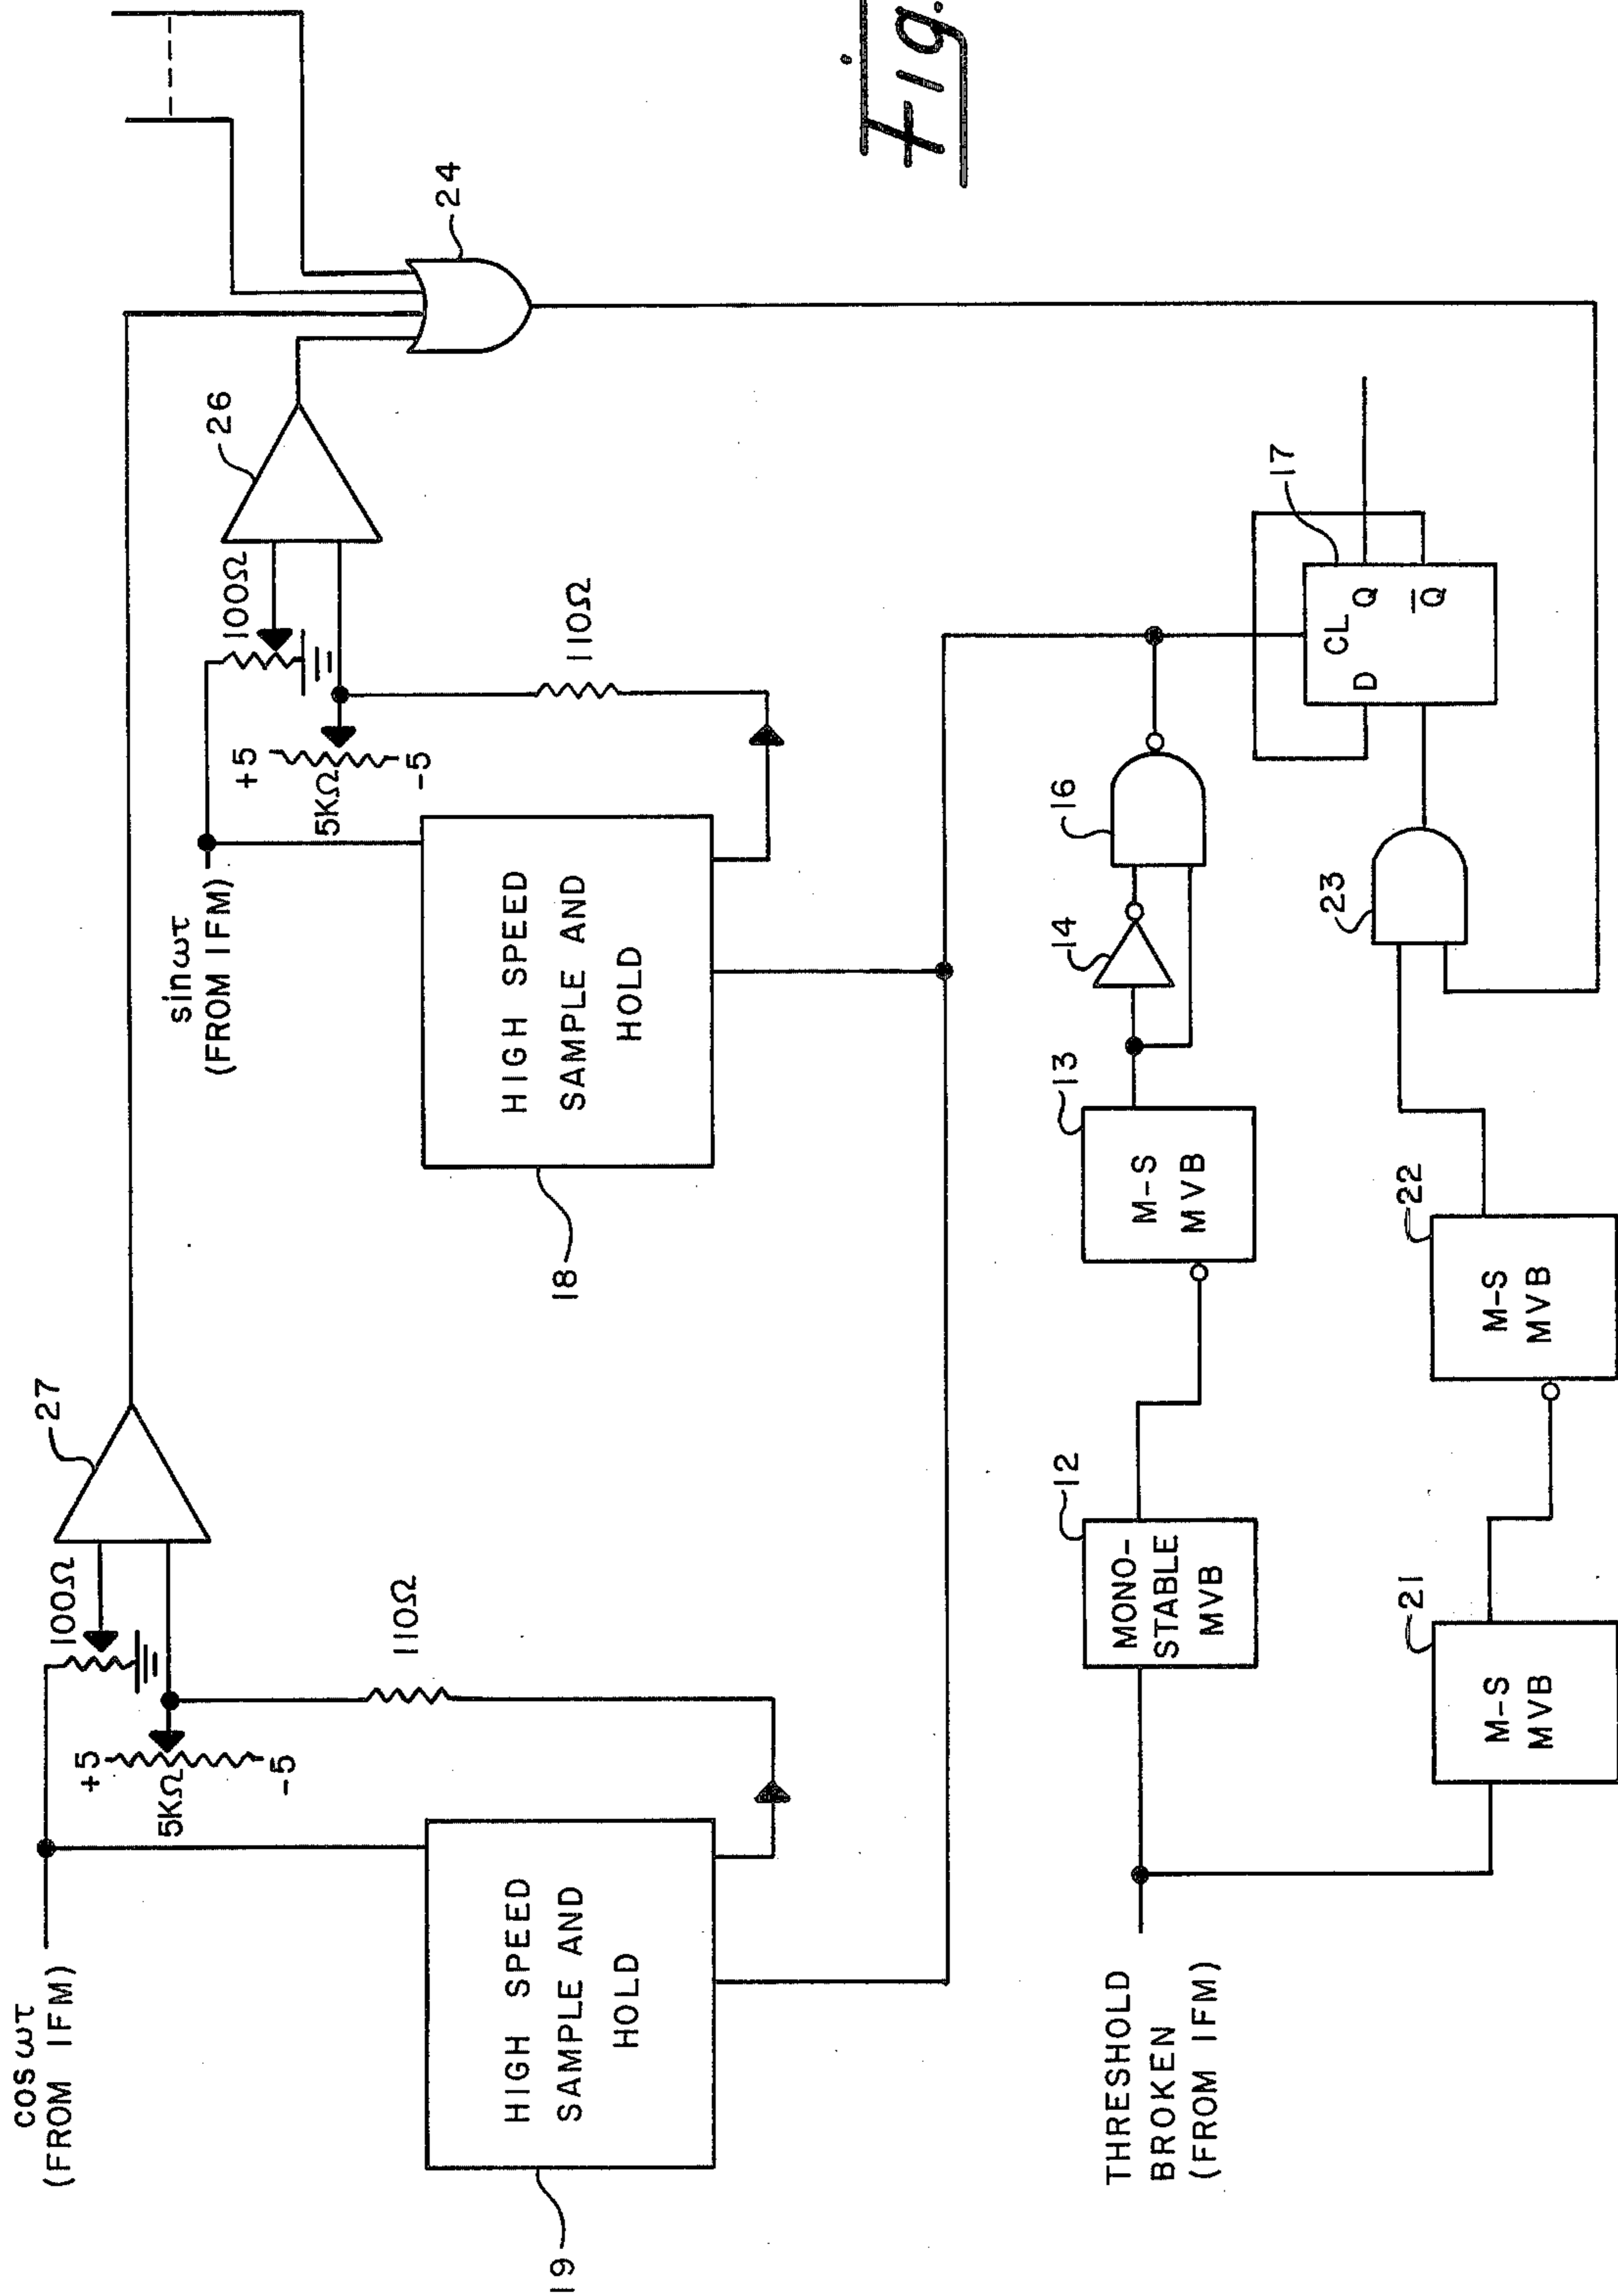 cos ωτ
(FROM IFM)
+5
5KΩ
-5
100Ω
27
110Ω
HIGH SPEED
SAMPLE AND
HOLD
19
sin ωτ
(FROM IFM)
+5
5KΩ
-5
100Ω
26
110Ω
24
HIGH SPEED
SAMPLE AND
HOLD
18
Fig.
THRESHOLD
BROKEN
(FROM IFM)
12
MONO-
STABLE
MVB
13
M-S
MVB
14
16
17
CL
D
Q
Q̅
21
M-S
MVB
22
M-S
MVB
23